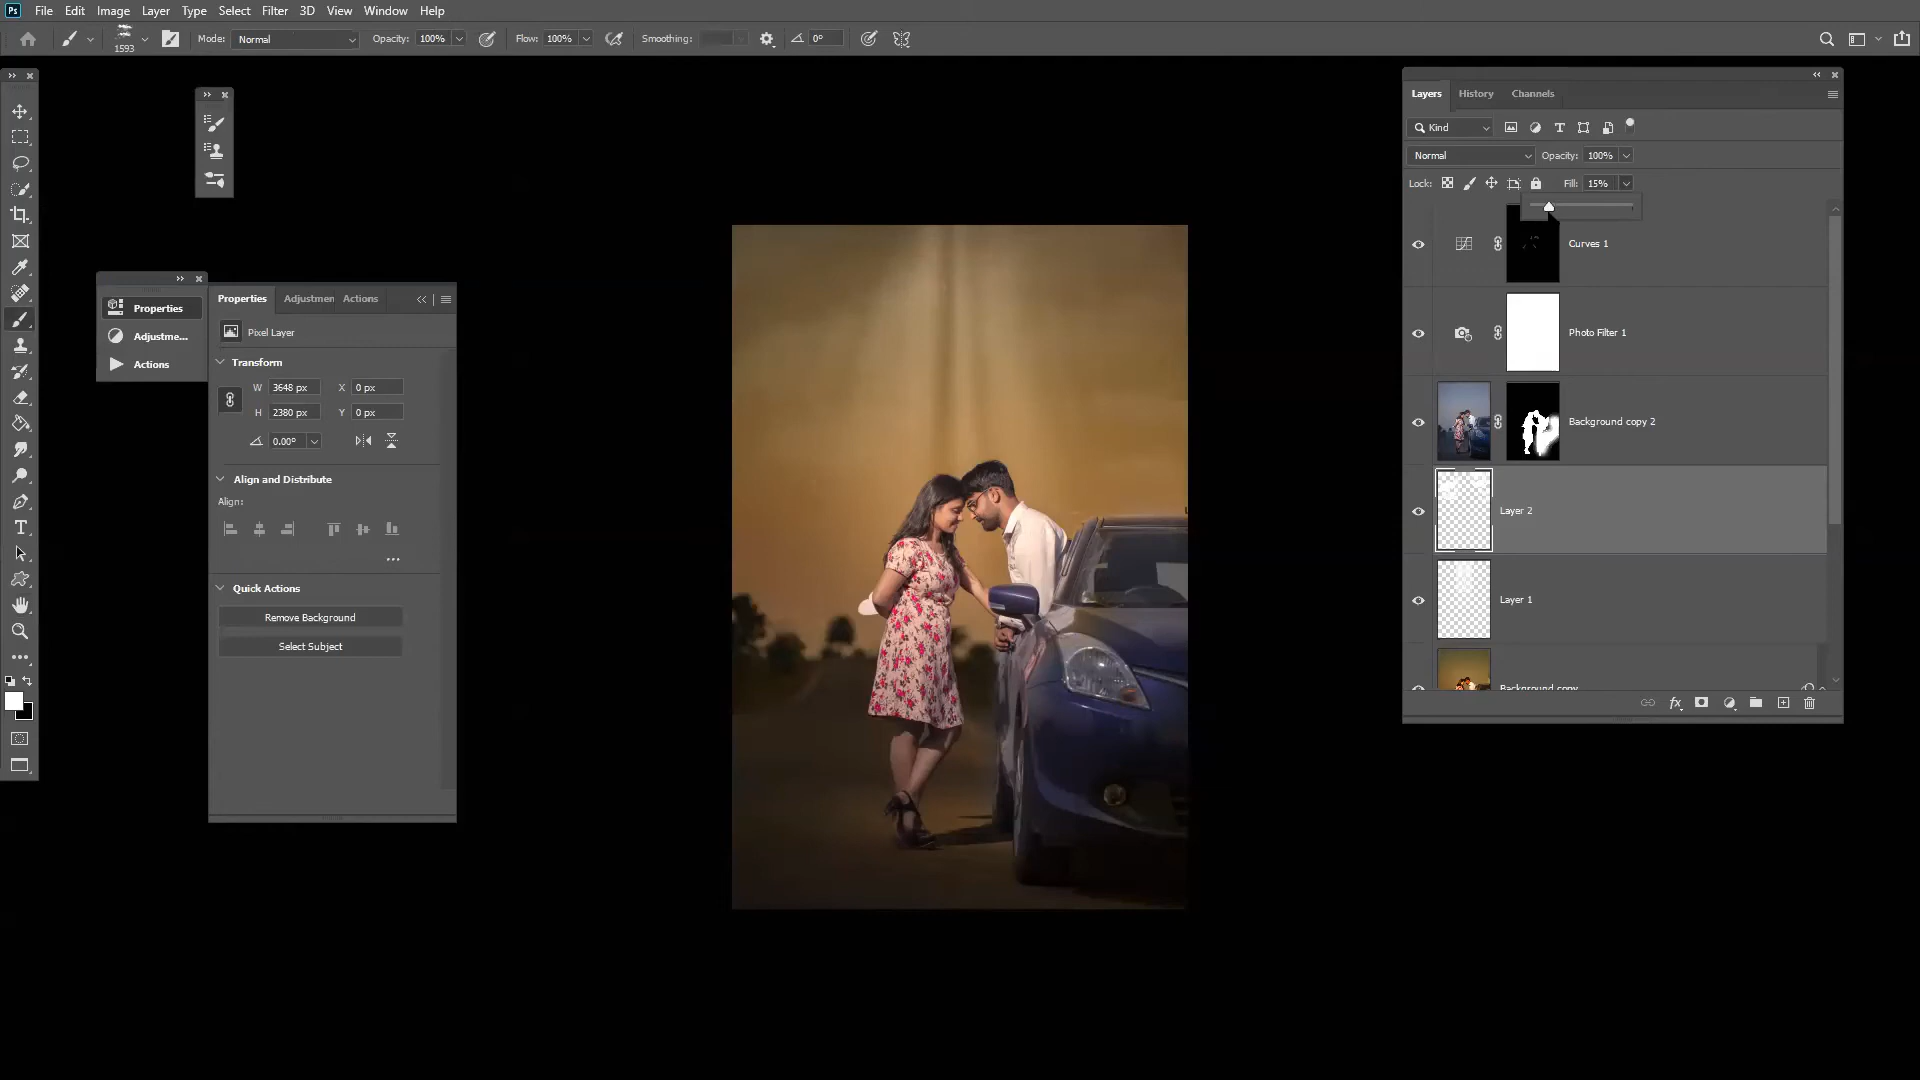 Ps File Edit Image Layer Type Select Filter 3D View Window Help
1593 Mode: Normal Opacity: 100% Flow: 100% Smoothing: 0°
Layers History Channels
Kind
Normal Opacity: 100%
Lock: Fill: 15%
Curves 1
Photo Filter 1
Background copy 2
Layer 2
Layer 1
Background copy
fx
Properties
Adjustme...
Actions
Properties Adjustmen Actions
Pixel Layer
Transform
W 3648 px X 0 px
H 2380 px Y 0 px
0.00°
Align and Distribute
Align:
Quick Actions
Remove Background
Select Subject